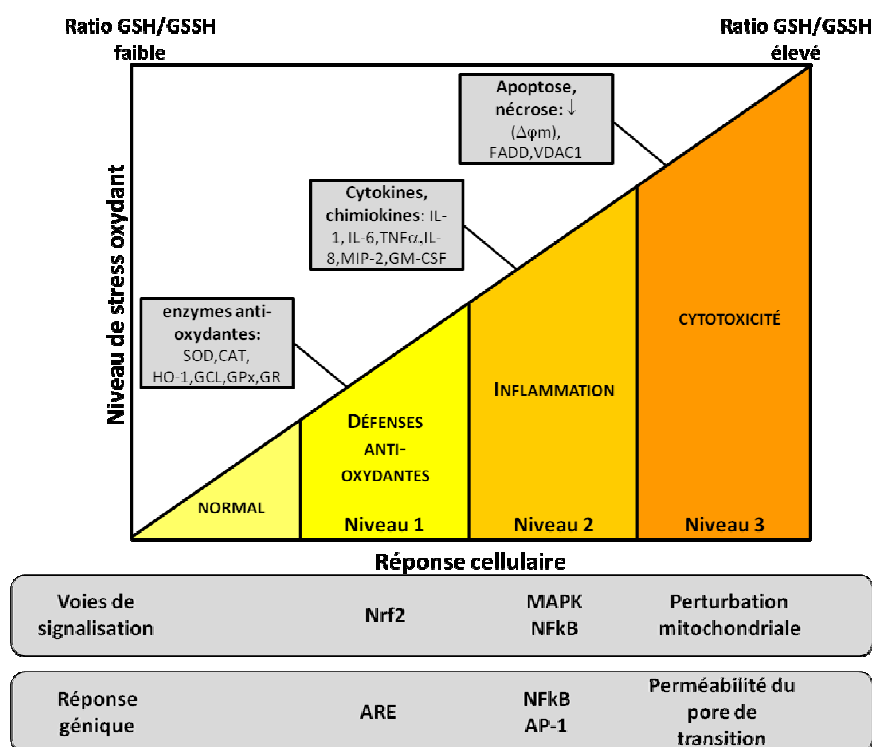 Ratio GSH/GSSH
faible
Ratio GSH/GSSH
élevé
Niveau de stress oxydant
Apoptose,
nécrose: ↓
(Δφm),
FADD,VDAC1
Cytokines,
chimiokines: IL-
1, IL-6,TNFα,IL-
8,MIP-2,GM-CSF
enzymes anti-
oxydantes:
SOD,CAT,
HO-1,GCL,GPx,GR
NORMAL
DÉFENSES
ANTI-
OXYDANTES
Niveau 1
INFLAMMATION
Niveau 2
CYTOTOXICITÉ
Niveau 3
Réponse cellulaire
Voies de
signalisation
Nrf2
MAPK
NFkB
Perturbation
mitochondriale
Réponse
génique
ARE
NFkB
AP-1
Perméabilité du
pore de
transition